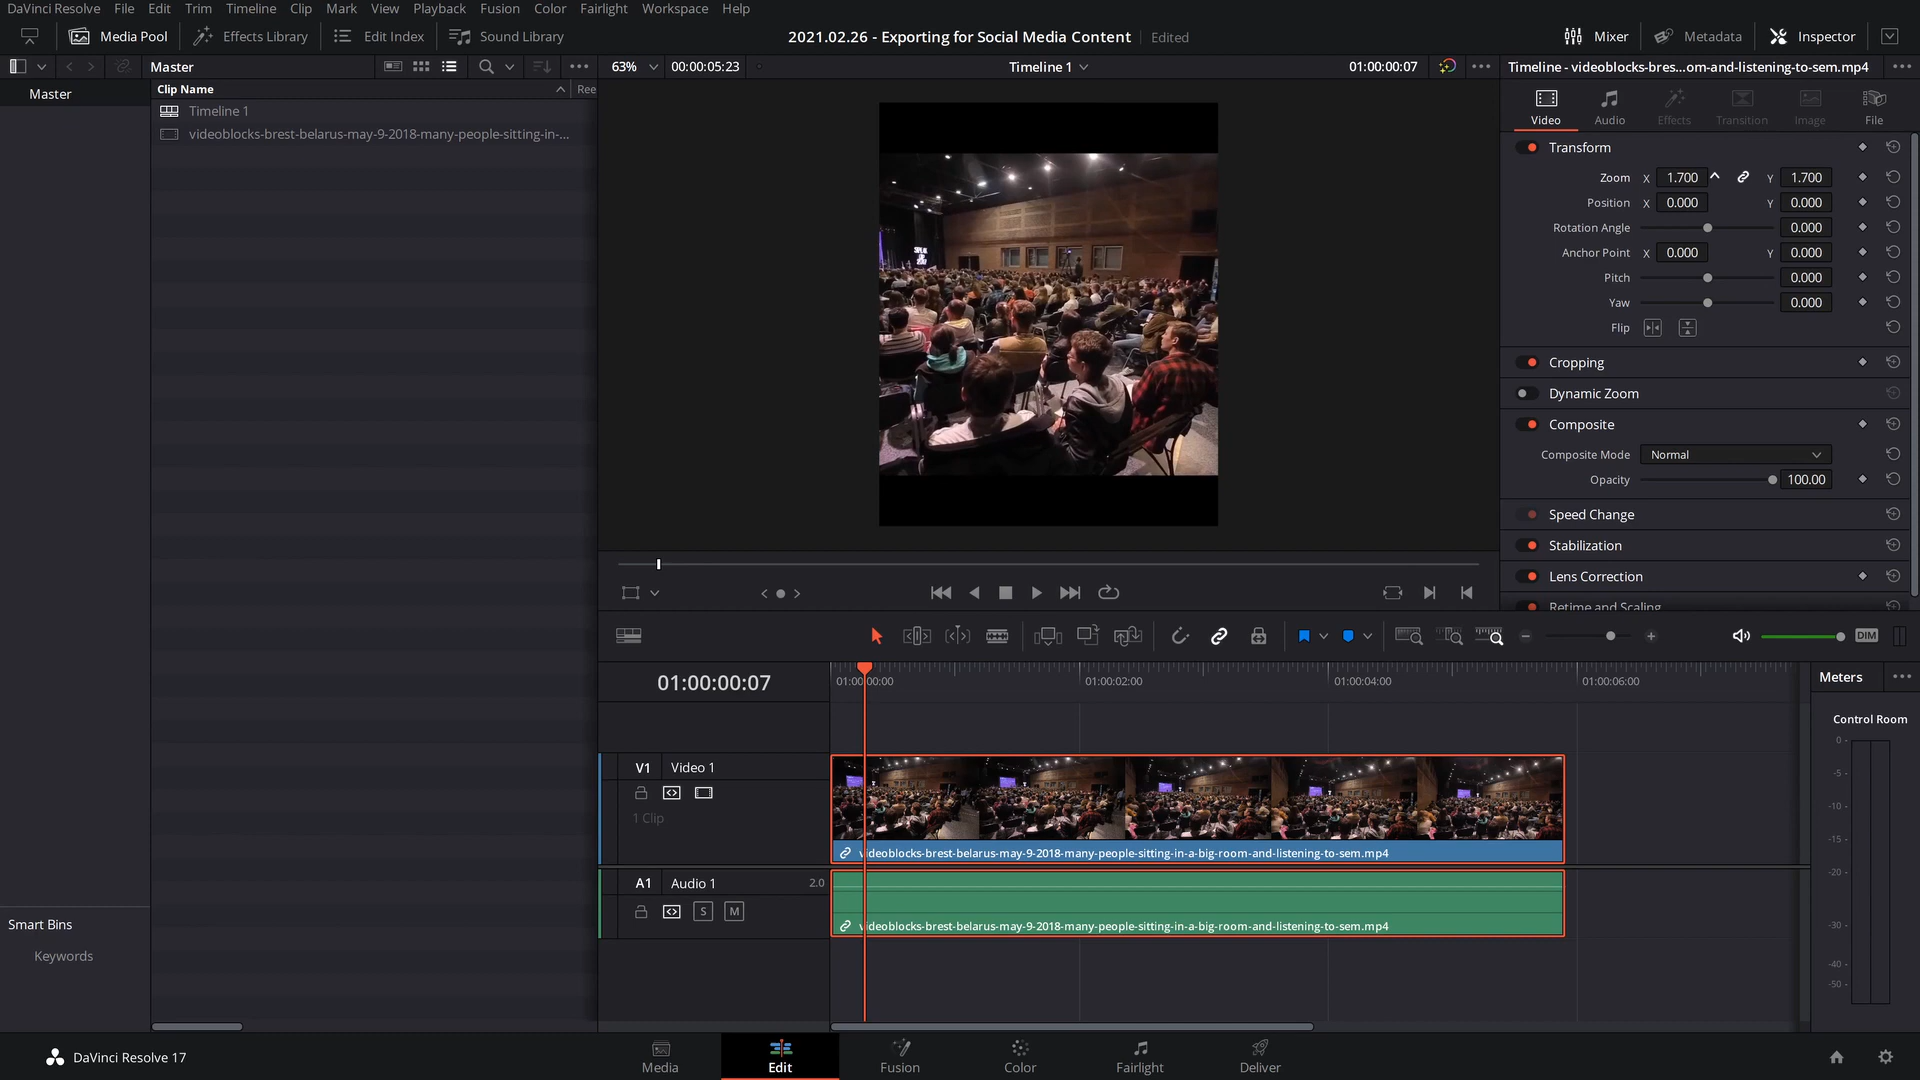 DaVinci Resolve File Edit Trim Timeline Clip Mark View Playback Fusion Color Fairlight Workspace Help
Media Pool Effects Library Edit Index Sound Library 2021.02.26 - Exporting for Social Media Content Edited Mixer Metadata Inspector
Master 63% 00:00:05:23 Timeline 1 01:00:00:07 Timeline - videoblocks-bres...om-and-listening-to-sem.mp4
Master
Clip Name Ree
Timeline 1
videoblocks-brest-belarus-may-9-2018-many-people-sitting-in-...
Video Audio Effects Transition Image File
Transform
Zoom X 1.700 Y 1.700
Position X 0.000 Y 0.000
Rotation Angle 0.000
Anchor Point X 0.000 Y 0.000
Pitch 0.000
Yaw 0.000
Flip
Cropping
Dynamic Zoom
Composite
Composite Mode Normal
Opacity 100.00
Speed Change
Stabilization
Lens Correction
Retime and Scaling
DIM
01:00:00:07 01:00:00:00 01:00:02:00 01:00:04:00 01:00:06:00
Meters
Control Room
0
-5
-10
-15
-20
-30
-40
-50
V1 Video 1
1 Clip
videoblocks-brest-belarus-may-9-2018-many-people-sitting-in-a-big-room-and-listening-to-sem.mp4
A1 Audio 1 2.0
S M
videoblocks-brest-belarus-may-9-2018-many-people-sitting-in-a-big-room-and-listening-to-sem.mp4
Smart Bins
Keywords
DaVinci Resolve 17
Media Edit Fusion Color Fairlight Deliver